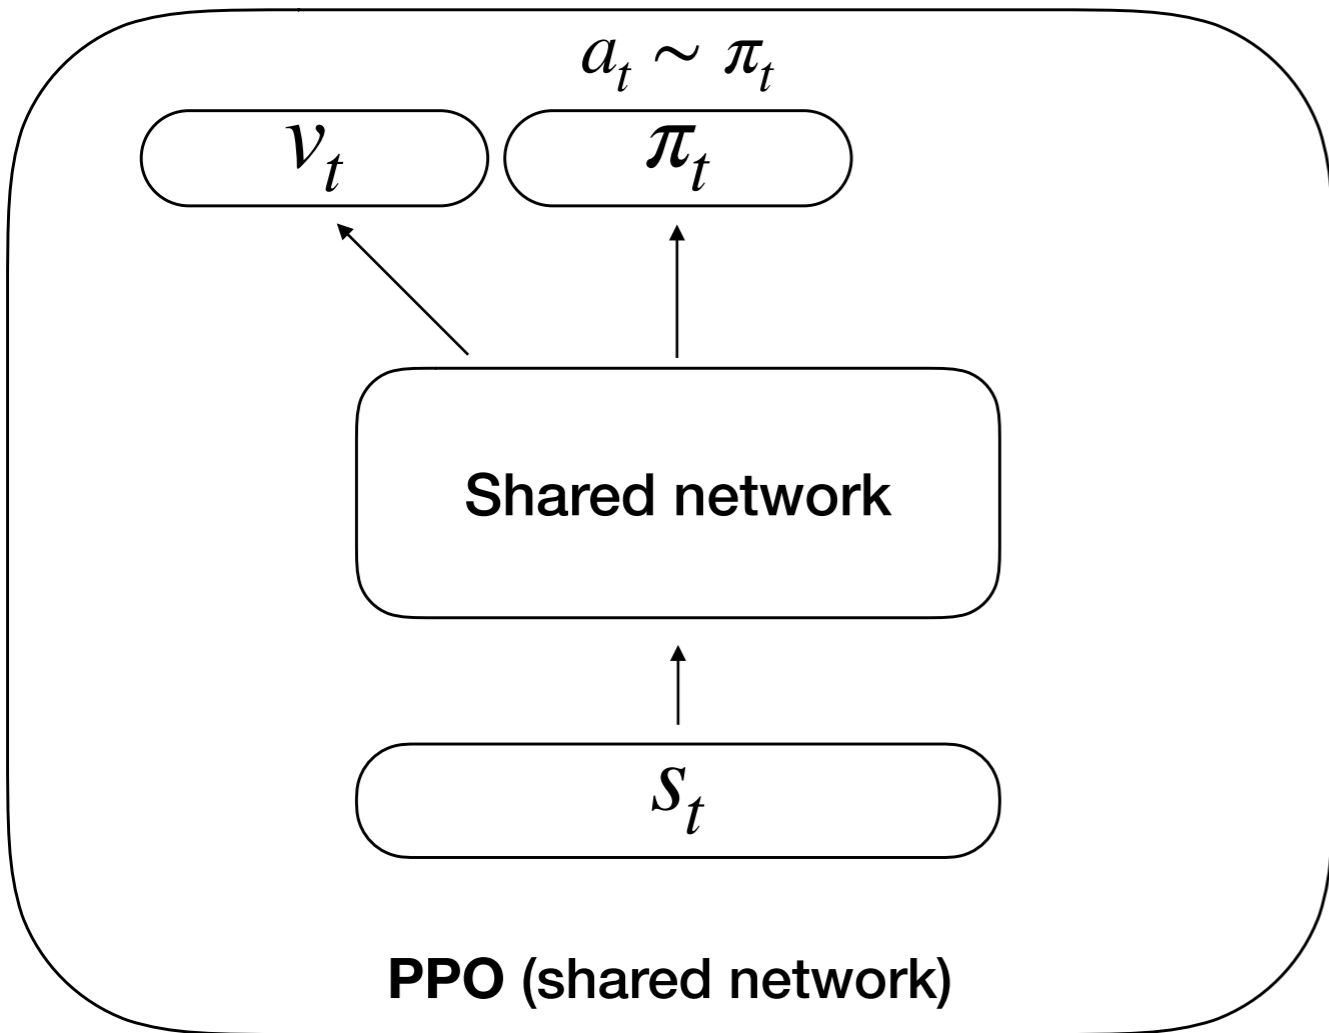 a_t ~ π_t
v_t
π_t
Shared network
s_t
PPO (shared network)